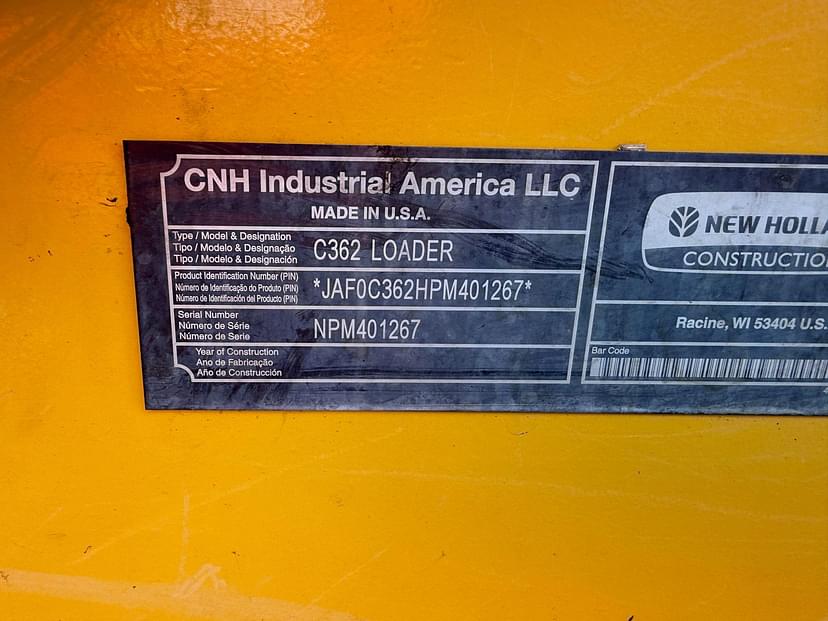 CNH Industrial America LLC
MADE IN U.S.A.
Type / Model & Designation
Tipo / Modelo & Designação
Tipo / Modelo & Designación
C362 LOADER
Product Identification Number (PIN)
Número de Identificação do Produto (PIN)
Número de Identificación del Producto (PIN)
*JAF0C362HPM401267*
Serial Number
Número de Série
Número de Serie
NPM401267
Year of Construction
Ano de Fabricação
Año de Construcción
NEW HOLLA
CONSTRUCTION
Racine, WI 53404 U.S.
Bar Code